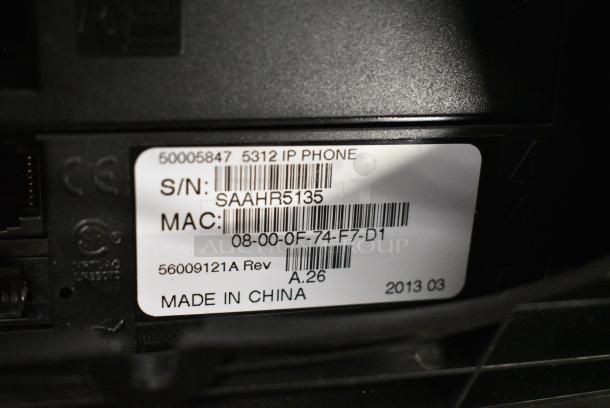 50005847 5312 IP PHONE
S/N:
SAAHR5135
MAC:
08-00-0F-74-F7-D1
56009121A Rev
A.26
MADE IN CHINA
2013 03